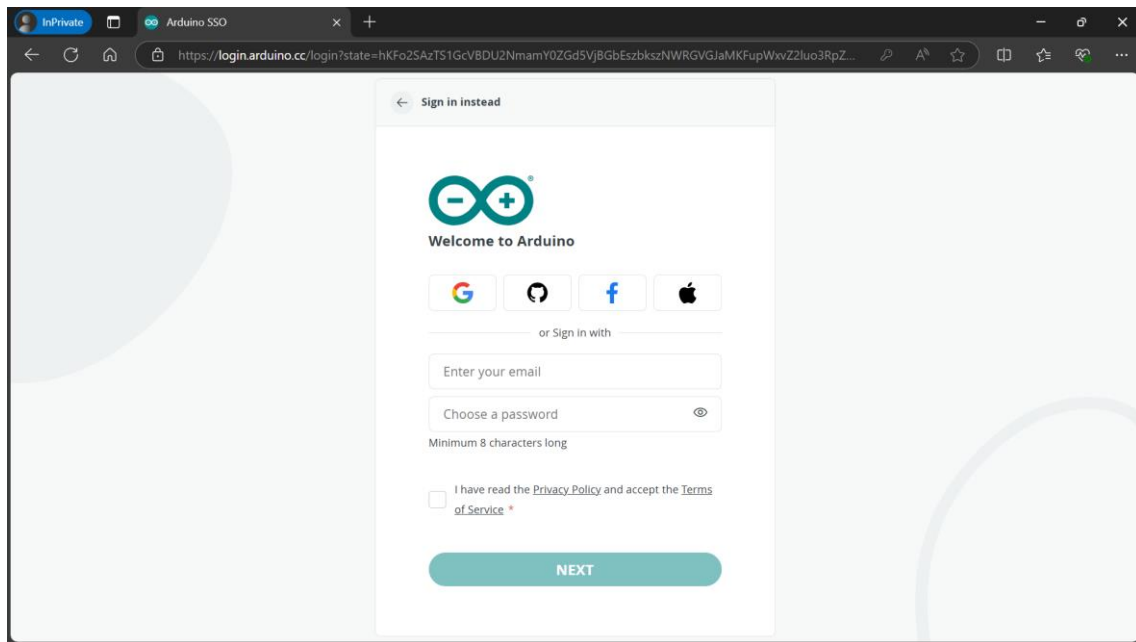 InPrivate
Arduino SSO
https://login.arduino.cc/login?state=hKFo2SAzTS1GcVBDU2NmamY0ZGd5VjBGbEszbkszNWRGVGJaMKFupWxvZ2luo3RpZ...
Sign in instead
Welcome to Arduino
or Sign in with
Enter your email
Choose a password
Minimum 8 characters long
I have read the Privacy Policy and accept the Terms
of Service *
NEXT